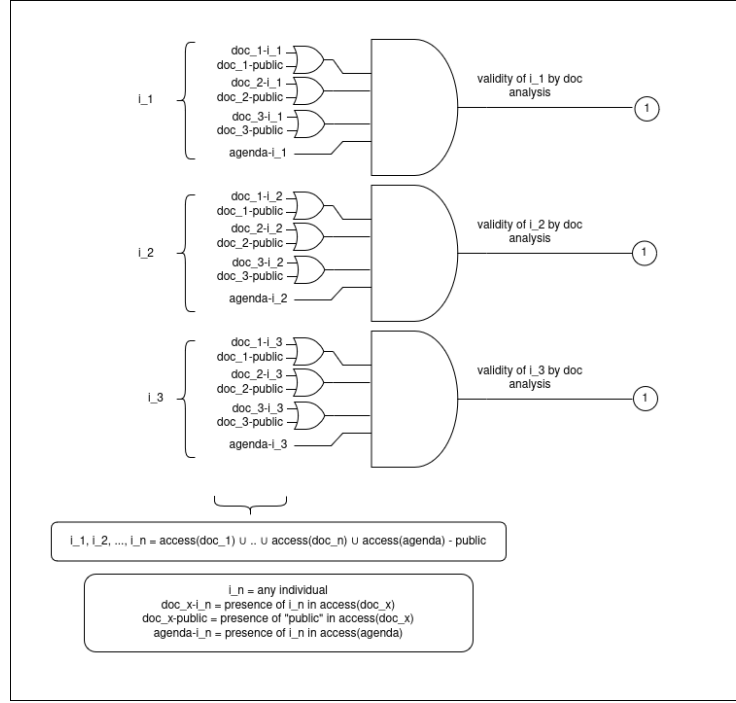 i_1
doc_1-i_1
doc_1-public
doc_2-i_1
doc_2-public
doc_3-i_1
doc_3-public
agenda-i_1
validity of i_1 by doc
analysis
1
i_2
doc_1-i_2
doc_1-public
doc_2-i_2
doc_2-public
doc_3-i_2
doc_3-public
agenda-i_2
validity of i_2 by doc
analysis
1
i_3
doc_1-i_3
doc_1-public
doc_2-i_3
doc_2-public
doc_3-i_3
doc_3-public
agenda-i_3
validity of i_3 by doc
analysis
1
i_1, i_2, ..., i_n = access(doc_1) ∪ .. ∪ access(doc_n) ∪ access(agenda) - public
i_n = any individual
doc_x-i_n = presence of i_n in access(doc_x)
doc_x-public = presence of "public" in access(doc_x)
agenda-i_n = presence of i_n in access(agenda)